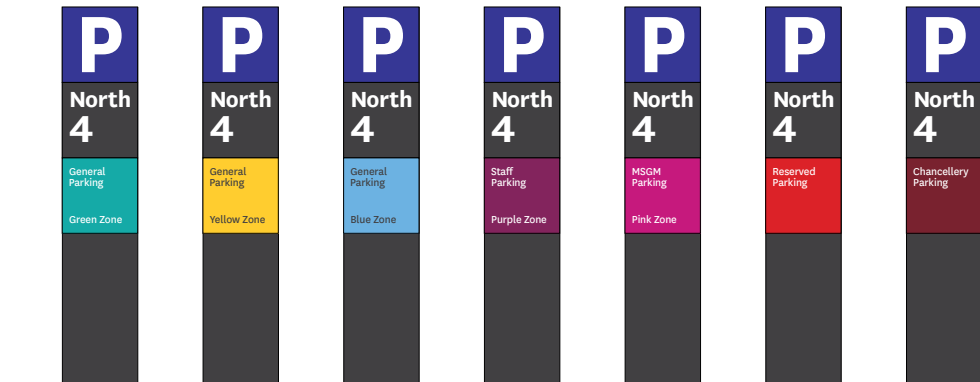 P
North
4
General
Parking
Green Zone
P
North
4
General
Parking
Yellow Zone
P
North
4
General
Parking
Blue Zone
P
North
4
Staff
Parking
Purple Zone
P
North
4
MSGM
Parking
Pink Zone
P
North
4
Reserved
Parking
P
North
4
Chancellery
Parking